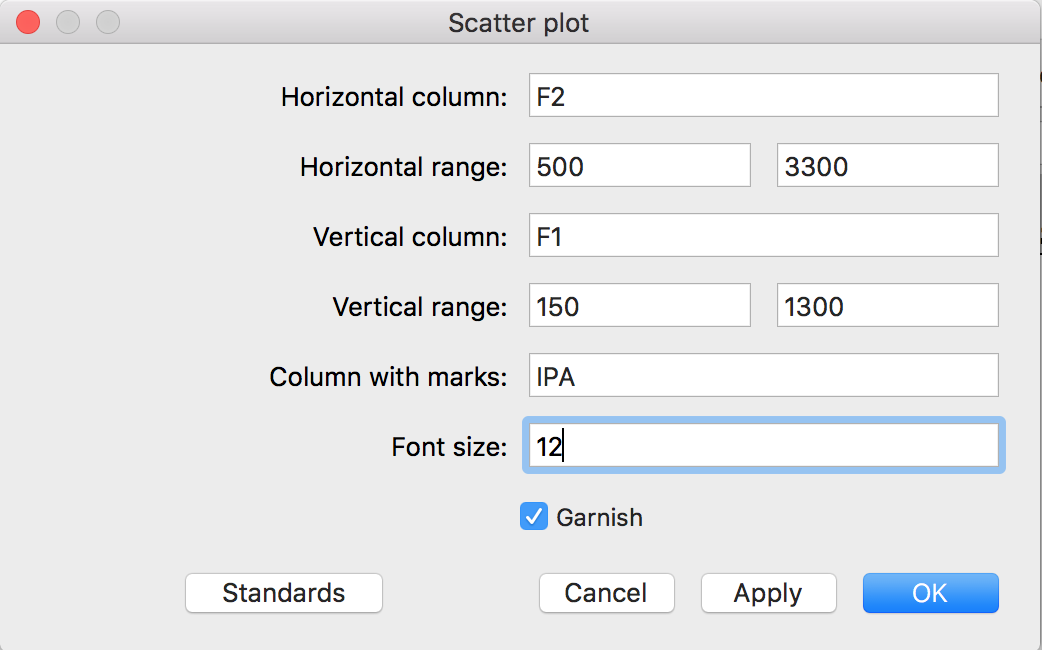 Scatter plot
Horizontal column: F2
Horizontal range: 500 3300
Vertical column: F1
Vertical range: 150 1300
Column with marks: IPA
Font size: 12
Garnish
Standards Cancel Apply OK